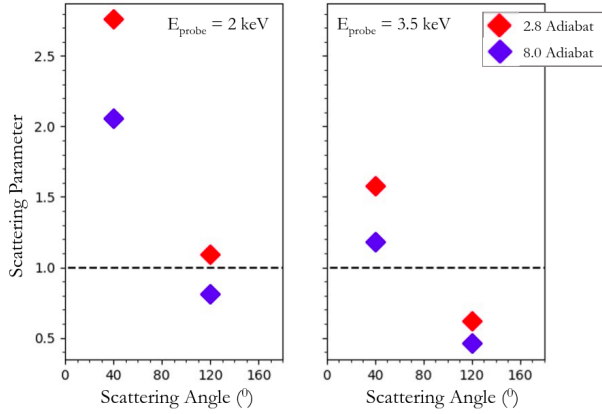 E_probe = 2 keV
E_probe = 3.5 keV
2.8 Adiabat
8.0 Adiabat
Scattering Parameter
2.5
2.0
1.5
1.0
0.5
0 40 80 120 160
0 40 80 120 160
Scattering Angle (⁰)
Scattering Angle (⁰)